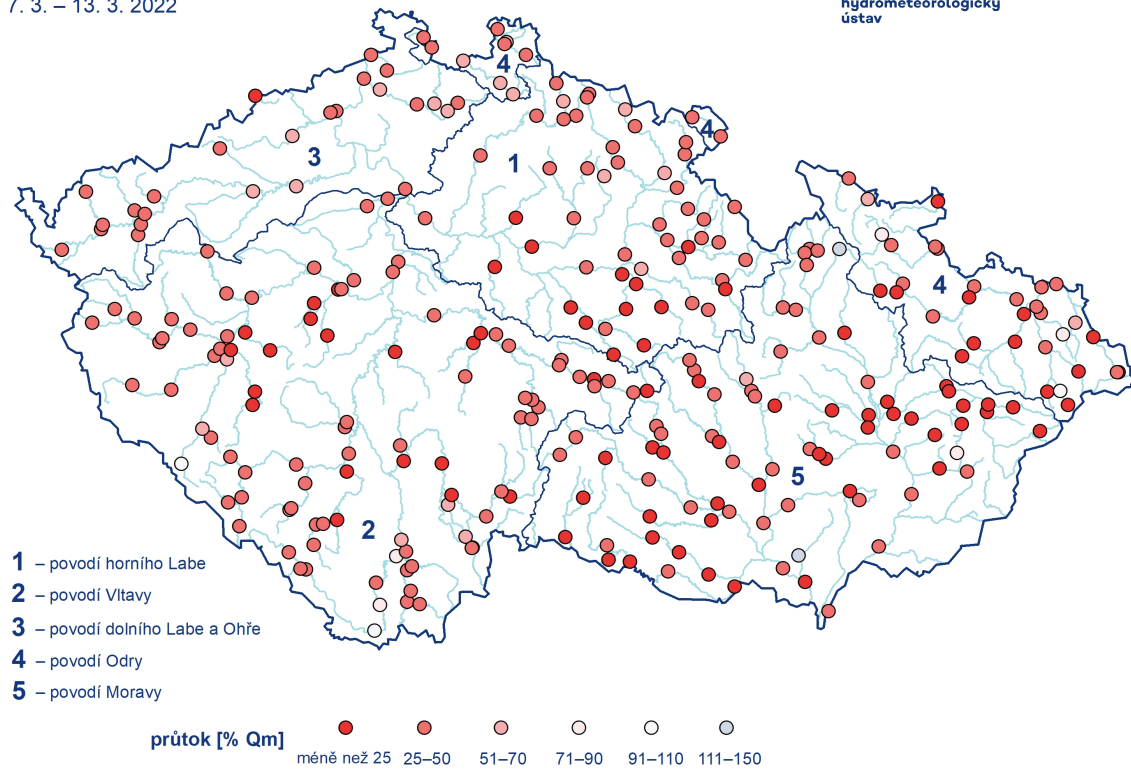 7. 3. – 13. 3. 2022
hydrometeorologický
ústav
4
4
3
1
4
5
2
1 – povodí horního Labe
2 – povodí Vltavy
3 – povodí dolního Labe a Ohře
4 – povodí Odry
5 – povodí Moravy
průtok [% Qm]
méně než 25 25–50 51–70 71–90 91–110 111–150